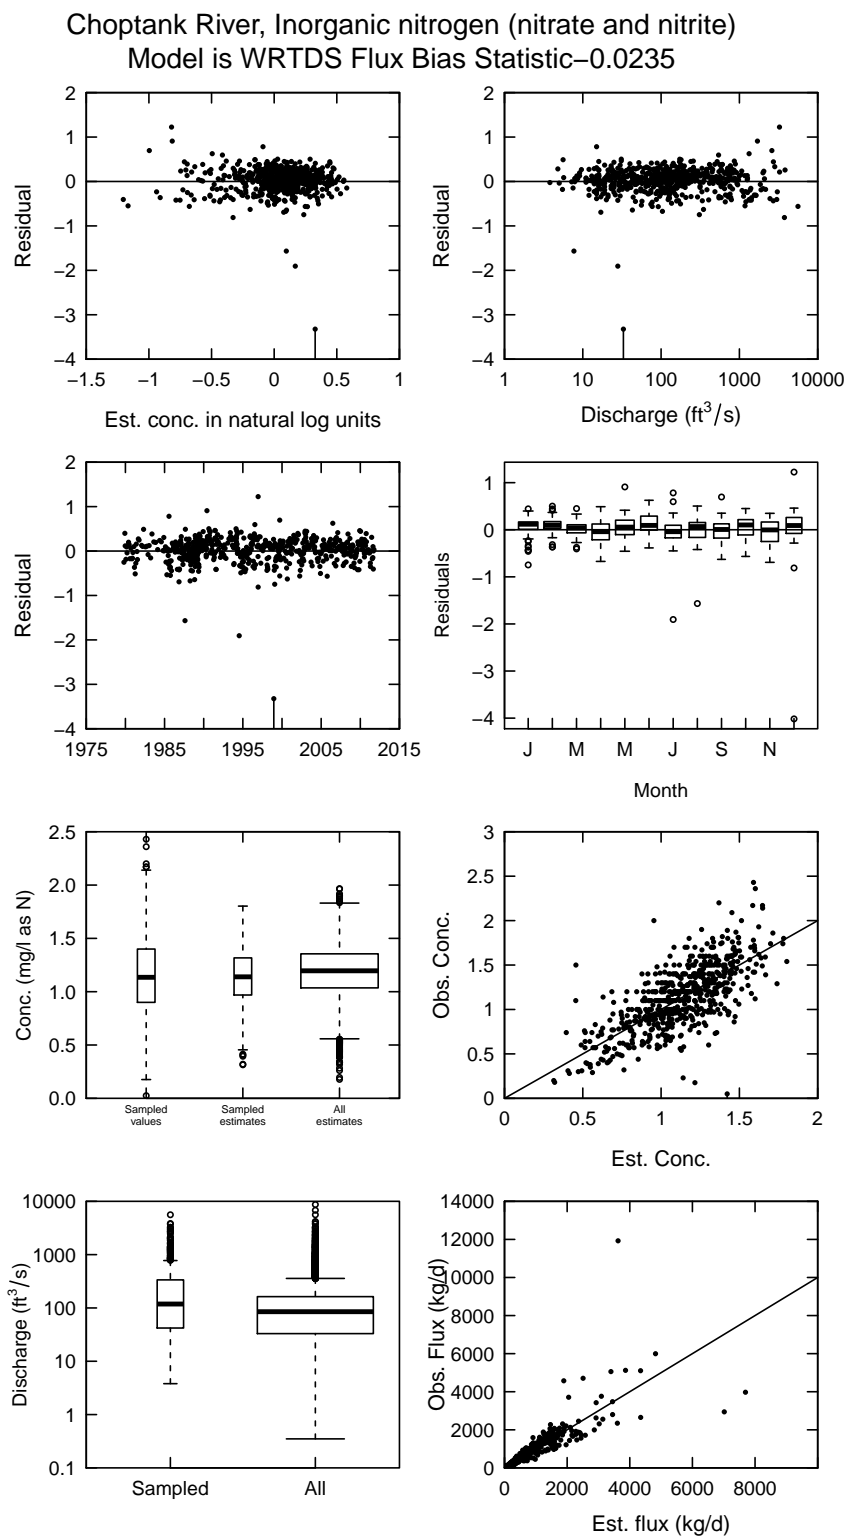 Choptank River, Inorganic nitrogen (nitrate and nitrite)
Model is WRTDS Flux Bias Statistic−0.0235
2
1
0
−1
−2
−3
−4
Residual
−1.5 −1 −0.5 0 0.5 1
Est. conc. in natural log units
2
1
0
−1
−2
−3
−4
Residual
1 10 100 1000 10000
Discharge (ft³/s)
2
1
0
−1
−2
−3
−4
Residual
1975 1985 1995 2005 2015
1
0
−1
−2
−3
−4
Residuals
J M M J S N
Month
2.5
2.0
1.5
1.0
0.5
0.0
Conc. (mg/l as N)
Sampled values
Sampled estimates
All estimates
3
2.5
2
1.5
1
0.5
0
Obs. Conc.
0 0.5 1 1.5 2
Est. Conc.
10000
1000
100
10
1
0.1
Discharge (ft³/s)
Sampled All
14000
12000
10000
8000
6000
4000
2000
0
Obs. Flux (kg/d)
0 2000 4000 6000 8000
Est. flux (kg/d)